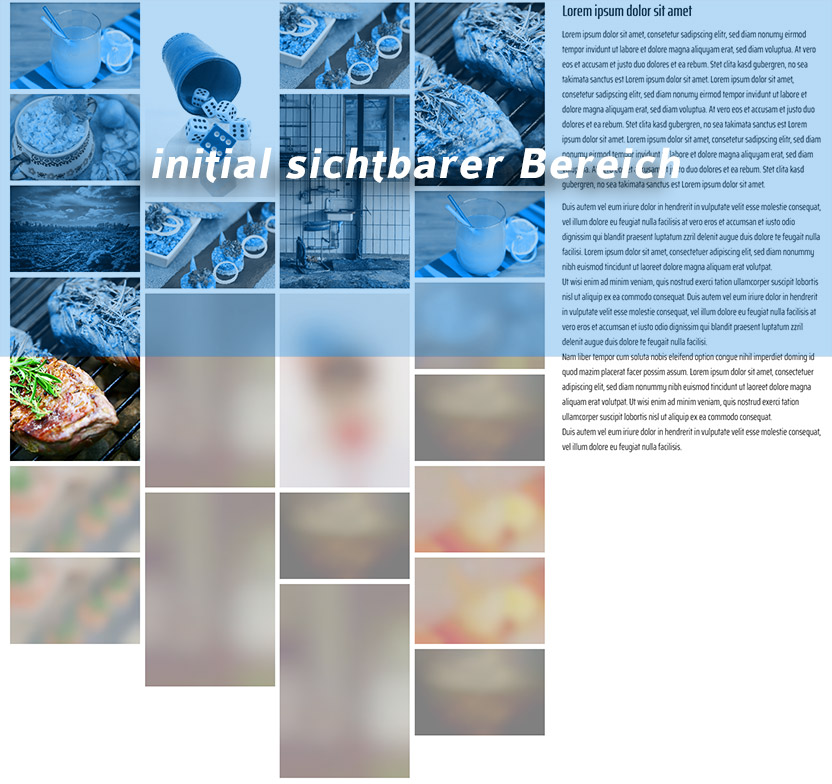 Lorem ipsum dolor sit amet
Lorem ipsum dolor sit amet, consetetur sadipscing elitr, sed diam nonumy eirmod
tempor invidunt ut labore et dolore magna aliquyam erat, sed diam voluptua. At vero
eos et accusam et justo duo dolores et ea rebum. Stet clita kasd gubergren, no sea
takimata sanctus est Lorem ipsum dolor sit amet. Lorem ipsum dolor sit amet,
consetetur sadipscing elitr, sed diam nonumy eirmod tempor invidunt ut labore et
dolore magna aliquyam erat, sed diam voluptua. At vero eos et accusam et justo duo
dolores et ea rebum. Stet clita kasd gubergren, no sea takimata sanctus est Lorem
ipsum dolor sit amet. Lorem ipsum dolor sit amet, consetetur sadipscing elitr, sed
diam nonumy eirmod tempor invidunt ut labore et dolore magna aliquyam erat, sed diam
voluptua. At vero eos et accusam et justo duo dolores et ea rebum. Stet clita kasd
gubergren, no sea takimata sanctus est Lorem ipsum dolor sit amet.
initial sichtbarer Bereich
Duis autem vel eum iriure dolor in hendrerit in vulputate velit esse molestie consequat,
vel illum dolore eu feugiat nulla facilisis at vero eros et accumsan et iusto odio
dignissim qui blandit praesent luptatum zzril delenit augue duis dolore te feugait nulla
facilisi. Lorem ipsum dolor sit amet, consectetuer adipiscing elit, sed diam nonummy
nibh euismod tincidunt ut laoreet dolore magna aliquam erat volutpat.
Ut wisi enim ad minim veniam, quis nostrud exerci tation ullamcorper suscipit lobortis
nisl ut aliquip ex ea commodo consequat. Duis autem vel eum iriure dolor in hendrerit
in vulputate velit esse molestie consequat, vel illum dolore eu feugiat nulla facilisis at
vero eros et accumsan et iusto odio dignissim qui blandit praesent luptatum zzril
delenit augue duis dolore te feugait nulla facilisi.
Nam liber tempor cum soluta nobis eleifend option congue nihil imperdiet doming id
quod mazim placerat facer possim assum. Lorem ipsum dolor sit amet, consectetuer
adipiscing elit, sed diam nonummy nibh euismod tincidunt ut laoreet dolore magna
aliquam erat volutpat. Ut wisi enim ad minim veniam, quis nostrud exerci tation
ullamcorper suscipit lobortis nisl ut aliquip ex ea commodo consequat.
Duis autem vel eum iriure dolor in hendrerit in vulputate velit esse molestie consequat,
vel illum dolore eu feugiat nulla facilisis.